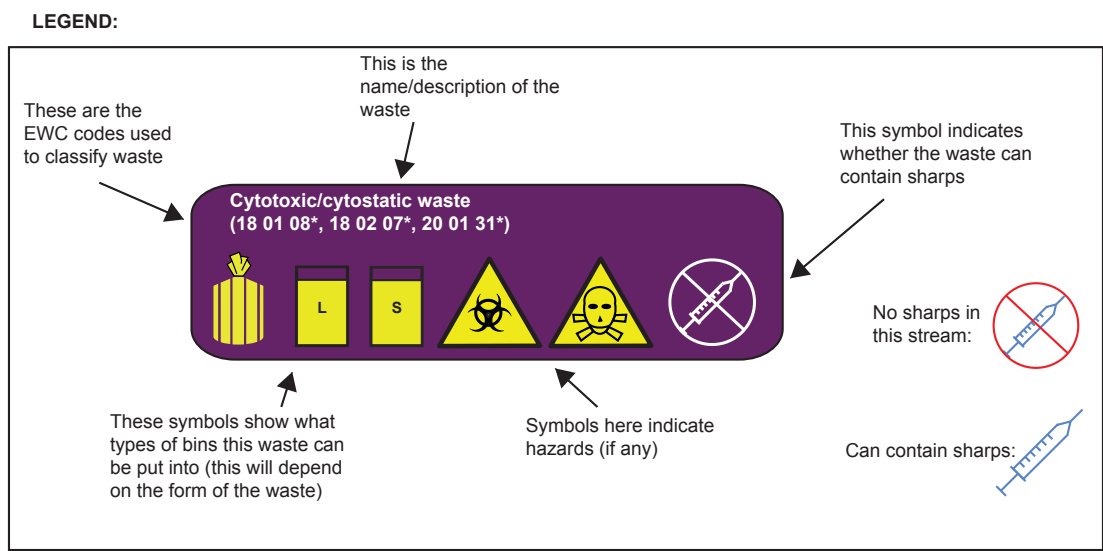 LEGEND:
This is the
name/description of the
waste
These are the
EWC codes used
to classify waste
This symbol indicates
whether the waste can
contain sharps
Cytotoxic/cytostatic waste
(18 01 08*, 18 02 07*, 20 01 31*)
L
S
No sharps in
this stream:
These symbols show what
types of bins this waste can
be put into (this will depend
on the form of the waste)
Symbols here indicate
hazards (if any)
Can contain sharps: